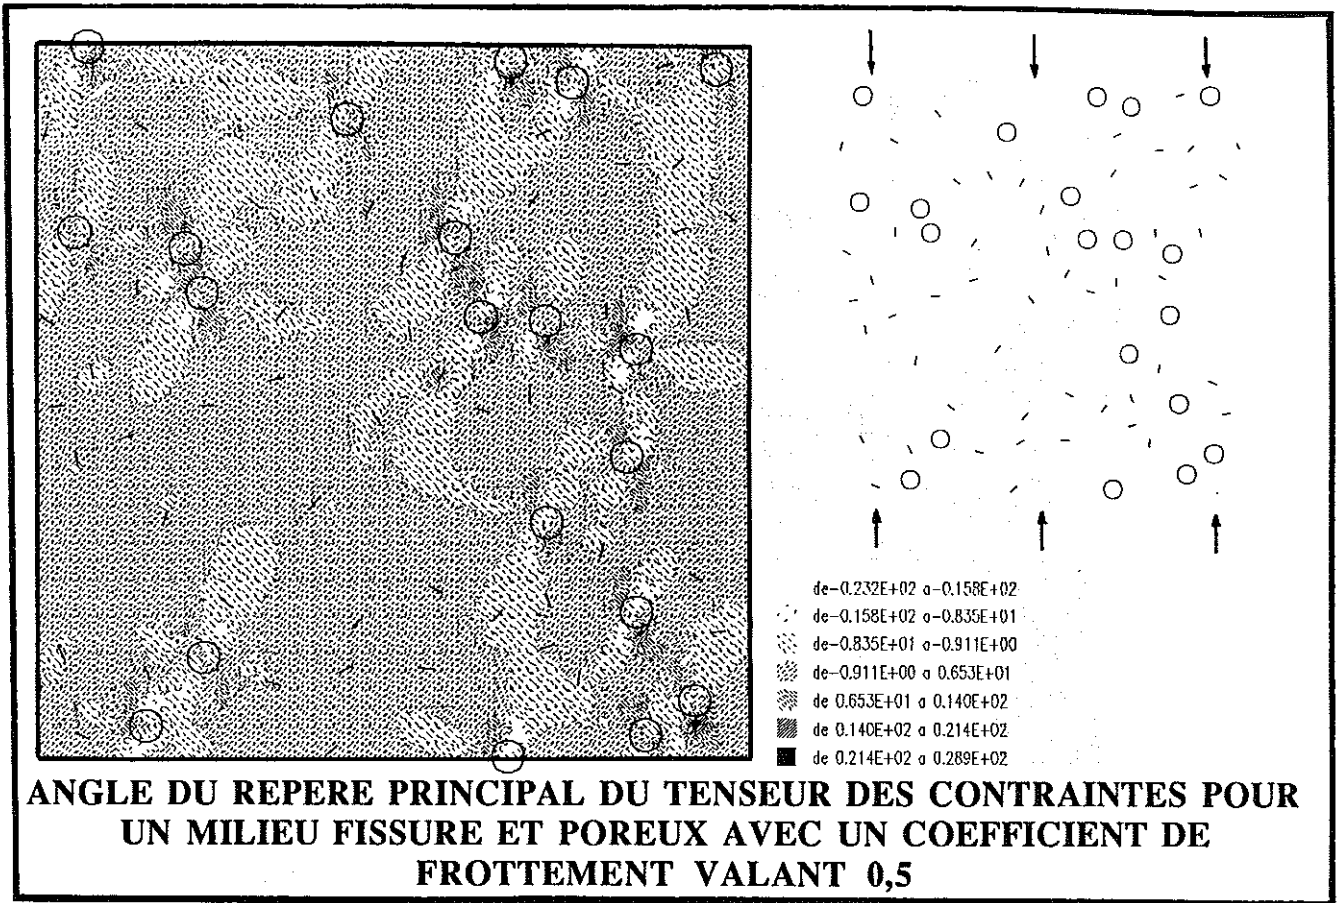 de-0.232E+02 a-0.158E+02
de-0.158E+02 a-0.835E+01
de-0.835E+01 a-0.911E+00
de-0.911E+00 a 0.653E+01
de 0.653E+01 a 0.140E+02
de 0.140E+02 a 0.214E+02
de 0.214E+02 a 0.289E+02
ANGLE DU REPERE PRINCIPAL DU TENSEUR DES CONTRAINTES POUR
UN MILIEU FISSURE ET POREUX AVEC UN COEFFICIENT DE
FROTTEMENT VALANT 0,5